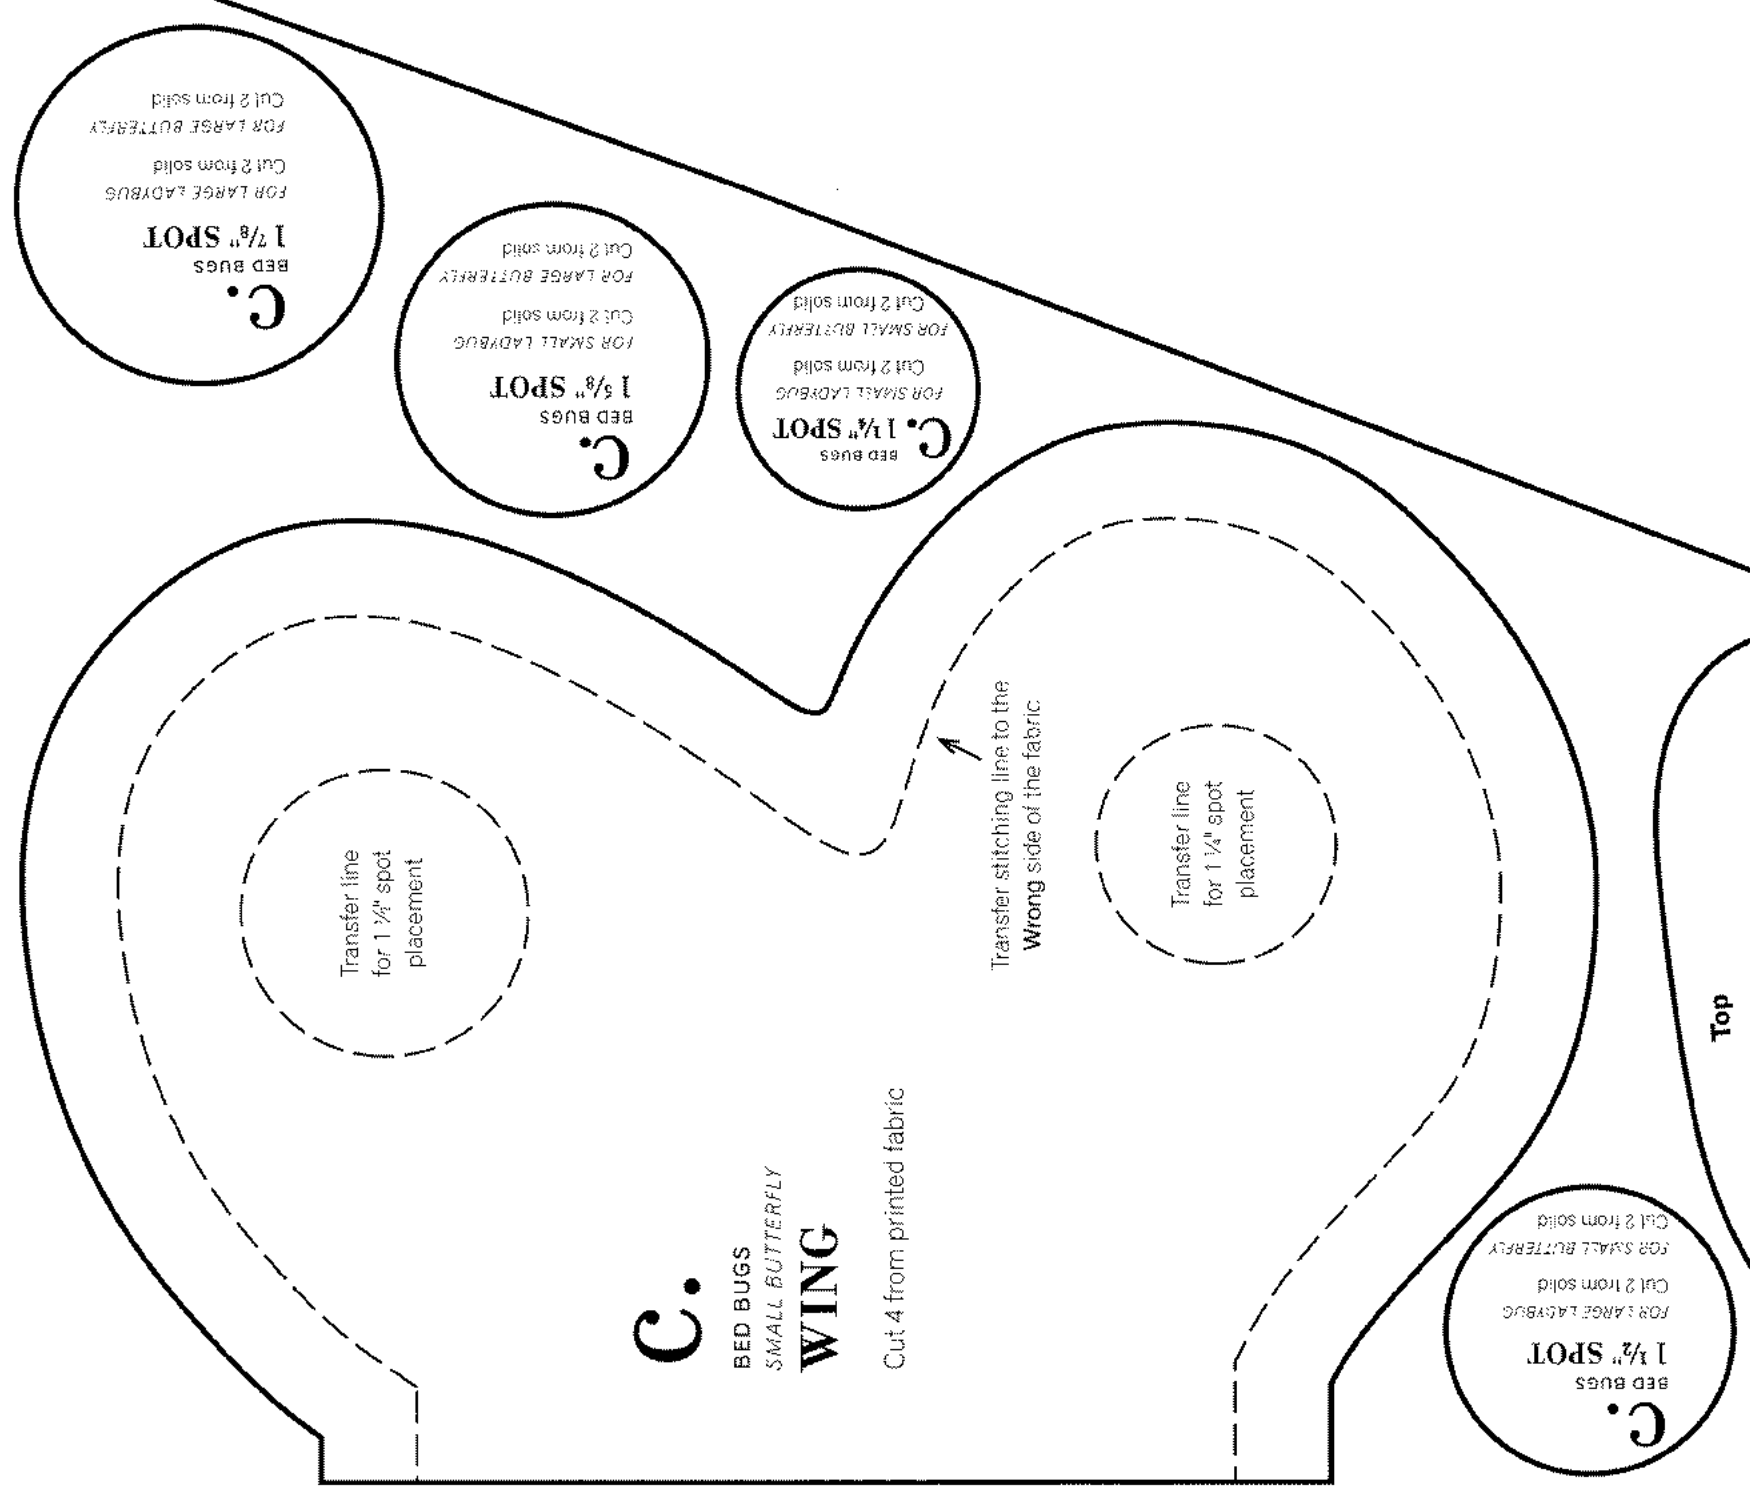 C.
BED BUGS
1 ⅞" SPOT
FOR LARGE LADYBUG
Cut 2 from solid
FOR LARGE BUTTERFLY
Cut 2 from solid
C.
BED BUGS
1 ⅝" SPOT
FOR SMALL LADYBUG
Cut 2 from solid
FOR LARGE BUTTERFLY
Cut 2 from solid
BED BUGS
C. 1 ¼" SPOT
FOR SMALL LADYBUG
Cut 2 from solid
FOR SMALL BUTTERFLY
Cut 2 from solid
Transfer line
for 1 ½" spot
placement
Transfer stitching line to the
Wrong side of the fabric
Transfer line
for 1 ¼" spot
placement
C.
BED BUGS
SMALL BUTTERFLY
WING
Cut 4 from printed fabric
Top
C.
BED BUGS
1 ½" SPOT
FOR LARGE LADYBUG
Cut 2 from solid
FOR SMALL BUTTERFLY
Cut 2 from solid